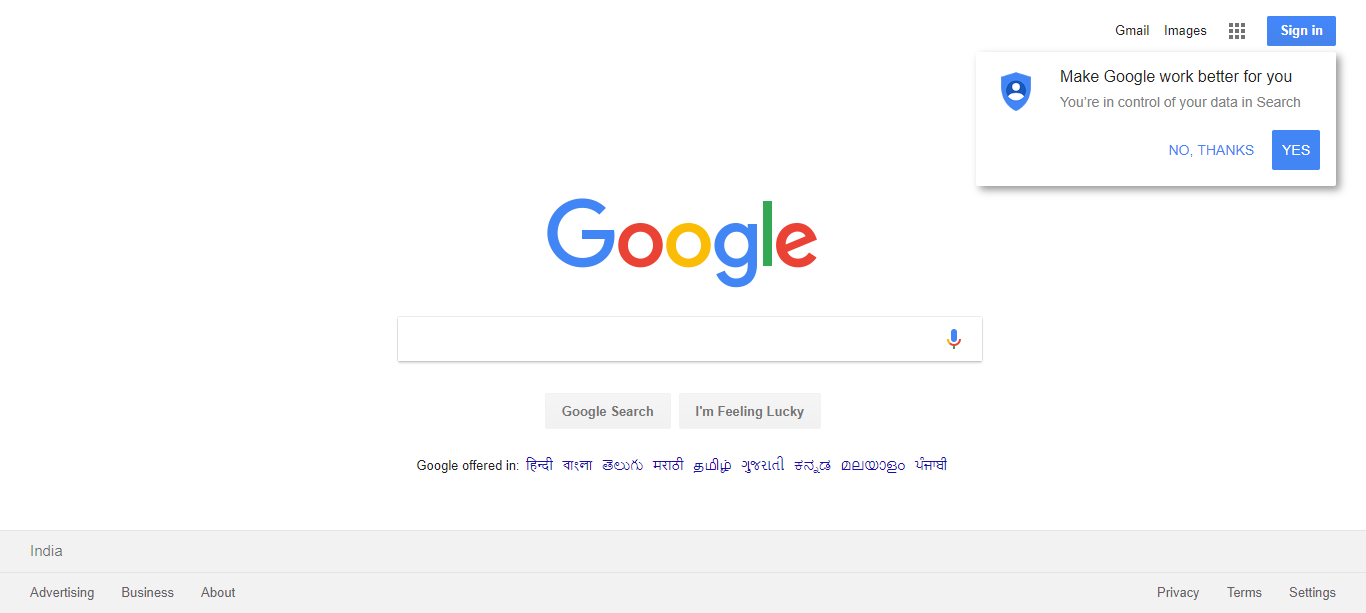 Gmail Images Sign in
Make Google work better for you
You're in control of your data in Search
NO, THANKS YES
Google
Google Search I'm Feeling Lucky
Google offered in: हिन्दी বাংলা తెలుగు मराठी தமிழ் ગુજરાતી ಕನ್ನಡ മലയാളം ਪੰਜਾਬੀ
India
Advertising Business About Privacy Terms Settings